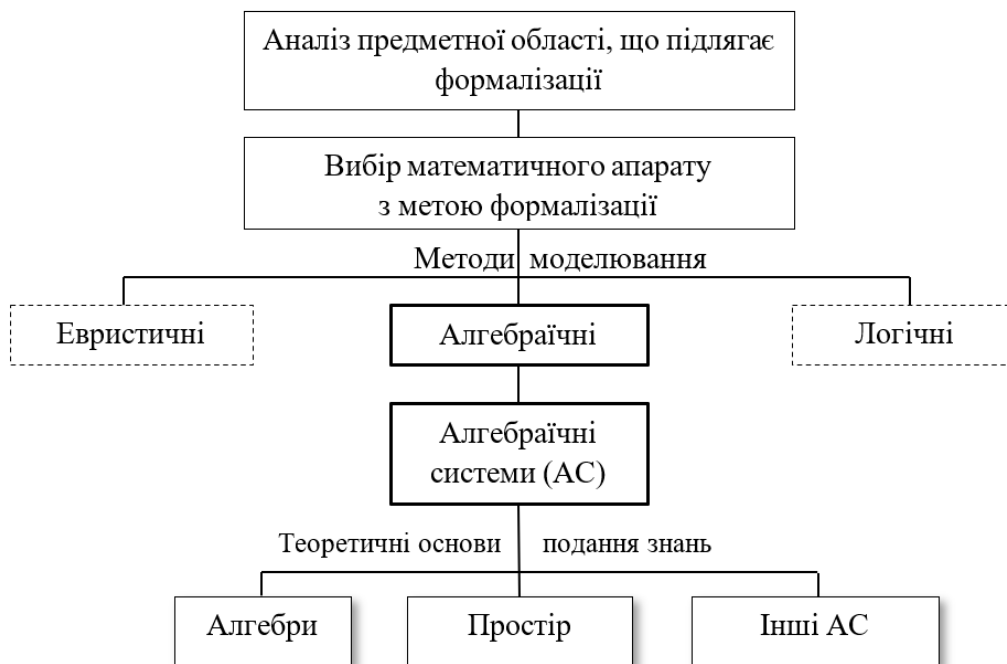 Аналіз предметної області, що підлягає
формалізації
Вибір математичного апарату
з метою формалізації
Методи моделювання
Евристичні
Алгебраїчні
Логічні
Алгебраїчні
системи (АС)
Теоретичні основи подання знань
Алгебри
Простір
Інші АС